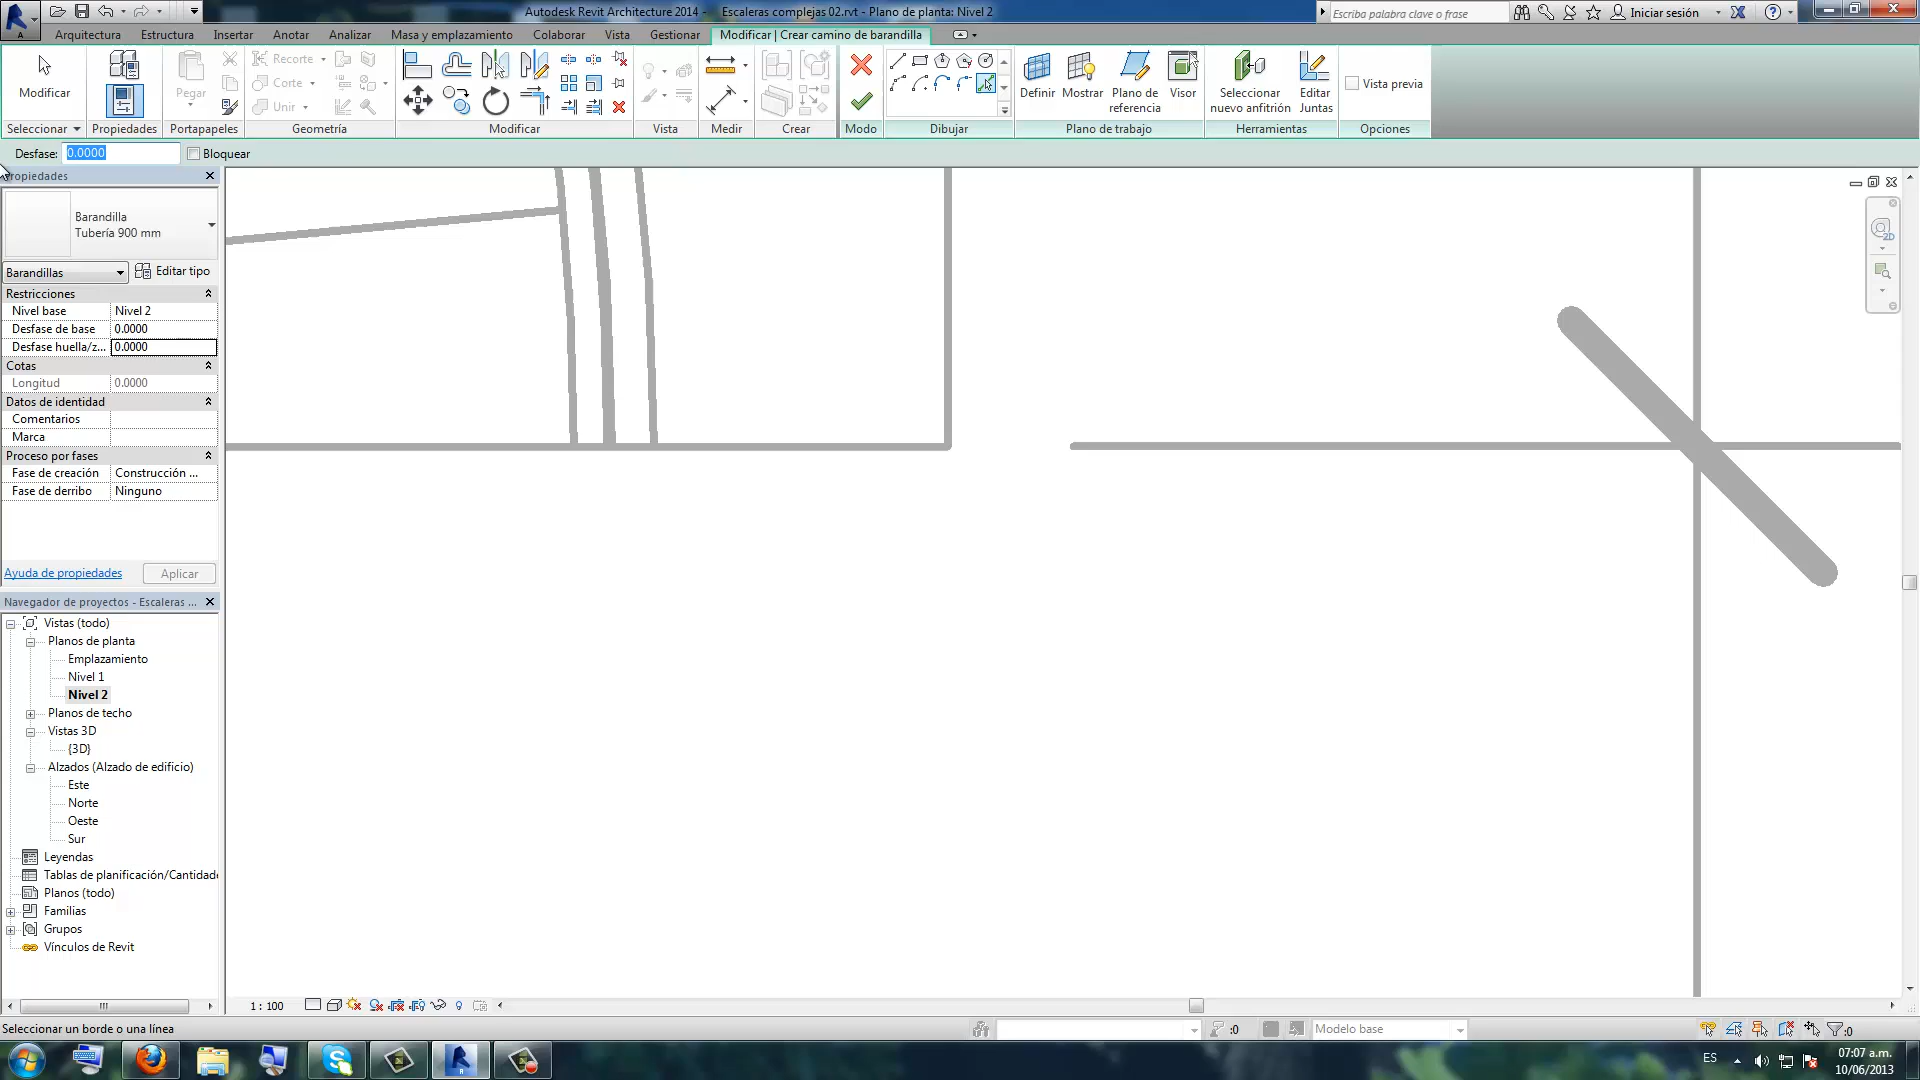 Autodesk Revit Architecture 2014 - Escaleras complejas 02.rvt - Plano de planta: Nivel 2
Escriba palabra clave o frase
Iniciar sesión
Arquitectura Estructura Insertar Anotar Analizar Masa y emplazamiento Colaborar Vista Gestionar Modificar | Crear camino de barandilla
Modificar
Pegar
Recorte
Corte
Unir
Definir Mostrar Plano de referencia Visor
Seleccionar nuevo anfitrión
Editar Juntas
Vista previa
Seleccionar Propiedades Portapapeles Geometría Modificar Vista Medir Crear Modo Dibujar Plano de trabajo Herramientas Opciones
Desfase: 0.0000 Bloquear
ropiedades
Barandilla
Tubería 900 mm
Barandillas Editar tipo
Restricciones
Nivel base Nivel 2
Desfase de base 0.0000
Desfase huella/z... 0.0000
Cotas
Longitud 0.0000
Datos de identidad
Comentarios
Marca
Proceso por fases
Fase de creación Construcción ...
Fase de derribo Ninguno
Ayuda de propiedades Aplicar
Navegador de proyectos - Escaleras ...
Vistas (todo)
Planos de planta
Emplazamiento
Nivel 1
Nivel 2
Planos de techo
Vistas 3D
{3D}
Alzados (Alzado de edificio)
Este
Norte
Oeste
Sur
Leyendas
Tablas de planificación/Cantidade
Planos (todo)
Familias
Grupos
Vínculos de Revit
2D
1 : 100
Seleccionar un borde o una línea
:0
Modelo base
:0
ES
07:07 a.m.
10/06/2013